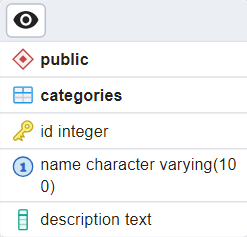 public
categories
id integer
name character varying(10
0)
description text